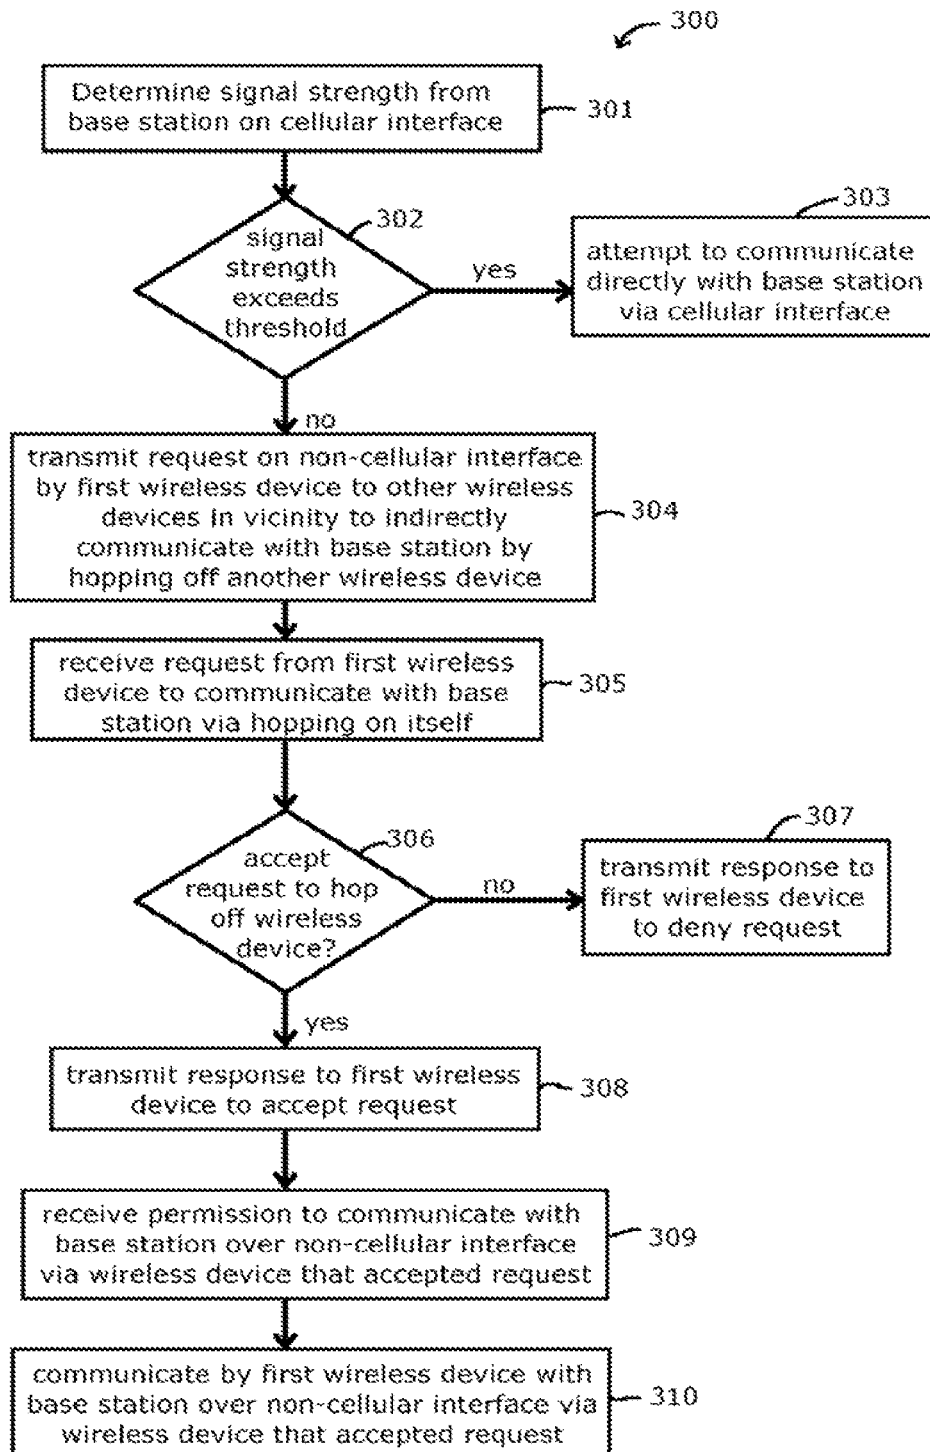 300
Determine signal strength from
base station on cellular interface
301
302
signal
strength
exceeds
threshold
yes
303
attempt to communicate
directly with base station
via cellular interface
no
transmit request on non-cellular interface
by first wireless device to other wireless
devices in vicinity to indirectly
communicate with base station by
hopping off another wireless device
304
receive request from first wireless
device to communicate with base
station via hopping on itself
305
306
accept
request to hop
off wireless
device?
no
307
transmit response to
first wireless device
to deny request
yes
transmit response to first wireless
device to accept request
308
receive permission to communicate with
base station over non-cellular interface
via wireless device that accepted request
309
communicate by first wireless device with
base station over non-cellular interface via
wireless device that accepted request
310